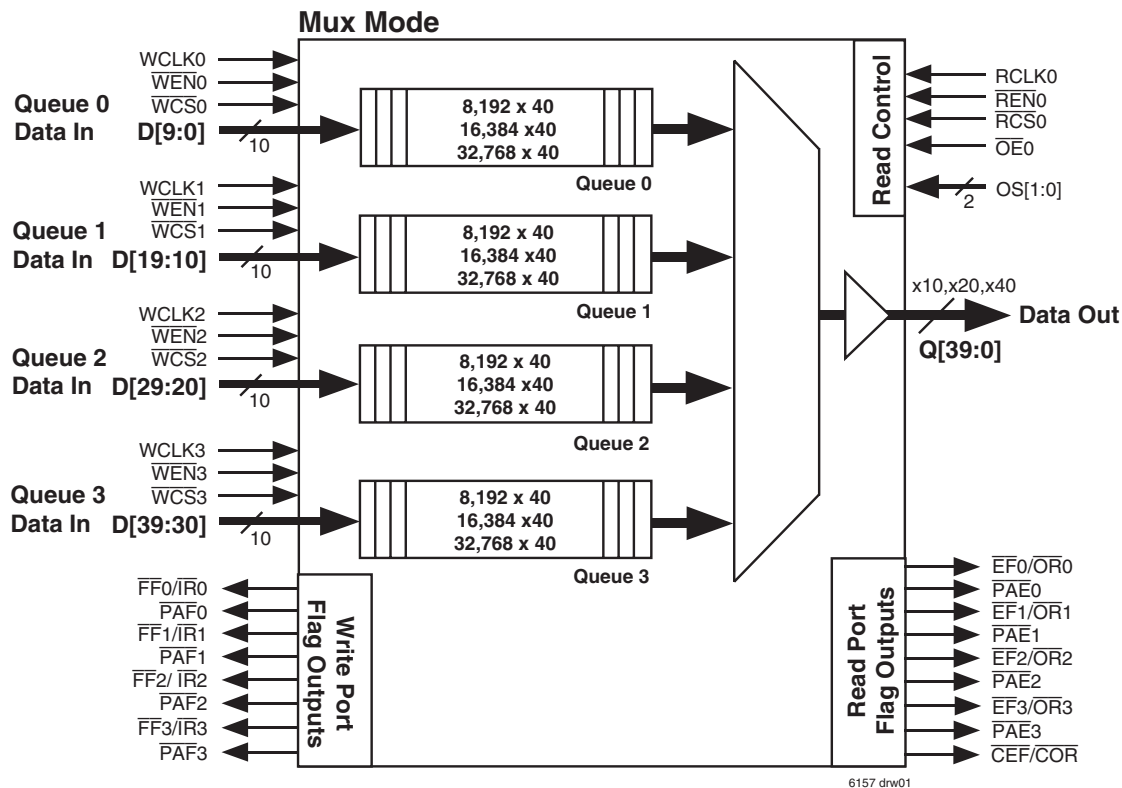 Mux Mode
WCLK0
WEN0
WCS0
Queue 0
Data In D[9:0]
10
8,192 x 40
16,384 x40
32,768 x 40
Queue 0
WCLK1
WEN1
WCS1
Queue 1
Data In D[19:10]
10
8,192 x 40
16,384 x40
32,768 x 40
Queue 1
WCLK2
WEN2
WCS2
Queue 2
Data In D[29:20]
10
8,192 x 40
16,384 x40
32,768 x 40
Queue 2
WCLK3
WEN3
WCS3
Queue 3
Data In D[39:30]
10
8,192 x 40
16,384 x40
32,768 x 40
Queue 3
Read Control
RCLK0
REN0
RCS0
OE0
OS[1:0]
2
x10,x20,x40
Data Out
Q[39:0]
FF0/IR0
PAF0
FF1/IR1
PAF1
FF2/ IR2
PAF2
FF3/IR3
PAF3
Write Port
Flag Outputs
Read Port
Flag Outputs
EF0/OR0
PAE0
EF1/OR1
PAE1
EF2/OR2
PAE2
EF3/OR3
PAE3
CEF/COR
6157 drw01